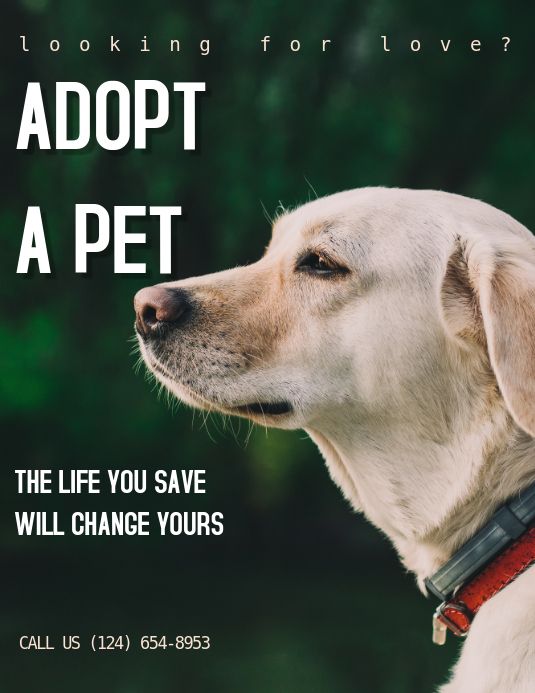 looking for love?
ADOPT
A PET
THE LIFE YOU SAVE
WILL CHANGE YOURS
CALL US (124) 654-8953